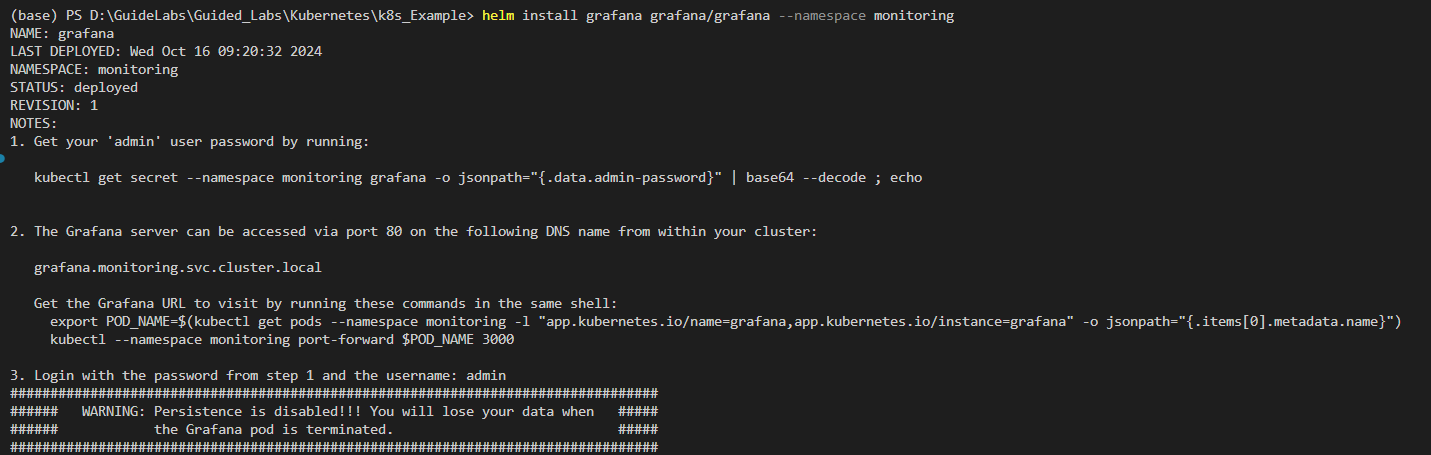 (base) PS D:\GuideLabs\Guided_Labs\Kubernetes\k8s_Example> helm install grafana grafana/grafana --namespace monitoring
NAME: grafana
LAST DEPLOYED: Wed Oct 16 09:20:32 2024
NAMESPACE: monitoring
STATUS: deployed
REVISION: 1
NOTES:
1. Get your 'admin' user password by running:
kubectl get secret --namespace monitoring grafana -o jsonpath="{.data.admin-password}" | base64 --decode ; echo
2. The Grafana server can be accessed via port 80 on the following DNS name from within your cluster:
grafana.monitoring.svc.cluster.local
Get the Grafana URL to visit by running these commands in the same shell:
export POD_NAME=$(kubectl get pods --namespace monitoring -l "app.kubernetes.io/name=grafana,app.kubernetes.io/instance=grafana" -o jsonpath="{.items[0].metadata.name}")
kubectl --namespace monitoring port-forward $POD_NAME 3000
3. Login with the password from step 1 and the username: admin
#################################################################################
###### WARNING: Persistence is disabled!!! You will lose your data when #####
###### the Grafana pod is terminated. #####
#################################################################################